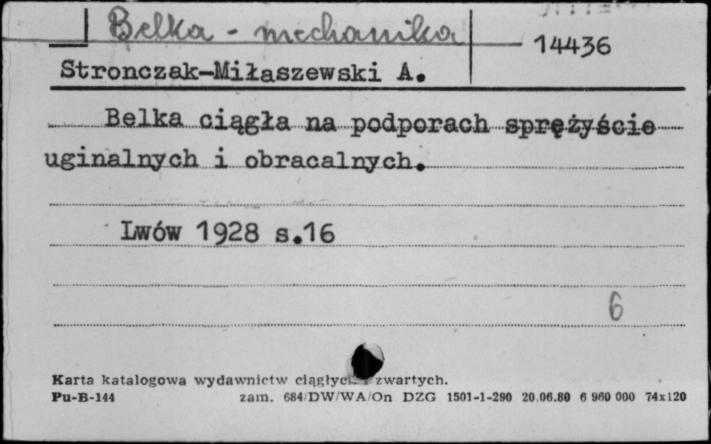 Belka - mechanika
14436
Stronczak-Miłaszewski A.
Belka ciągła na podporach sprężyście
uginalnych i obracalnych.
Lwów 1928 s.16
6
Karta katalogowa wydawnictw ciągłych i zwartych.
Pu-B-144 zam. 684/DW/WA/On DZG 1501-1-290 20.06.80 6 960 000 74x120